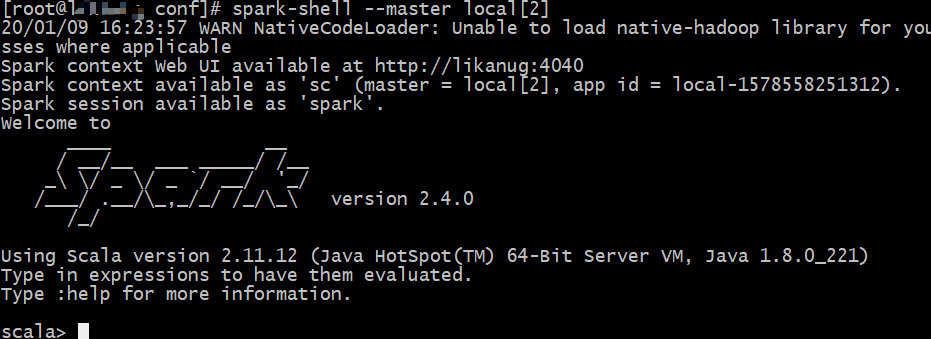 [root@l conf]# spark-shell --master local[2]
20/01/09 16:23:57 WARN NativeCodeLoader: Unable to load native-hadoop library for you
sses where applicable
Spark context Web UI available at http://likanug:4040
Spark context available as 'sc' (master = local[2], app id = local-1578558251312).
Spark session available as 'spark'.
Welcome to
Spark version 2.4.0
Using Scala version 2.11.12 (Java HotSpot(TM) 64-Bit Server VM, Java 1.8.0_221)
Type in expressions to have them evaluated.
Type :help for more information.
scala>